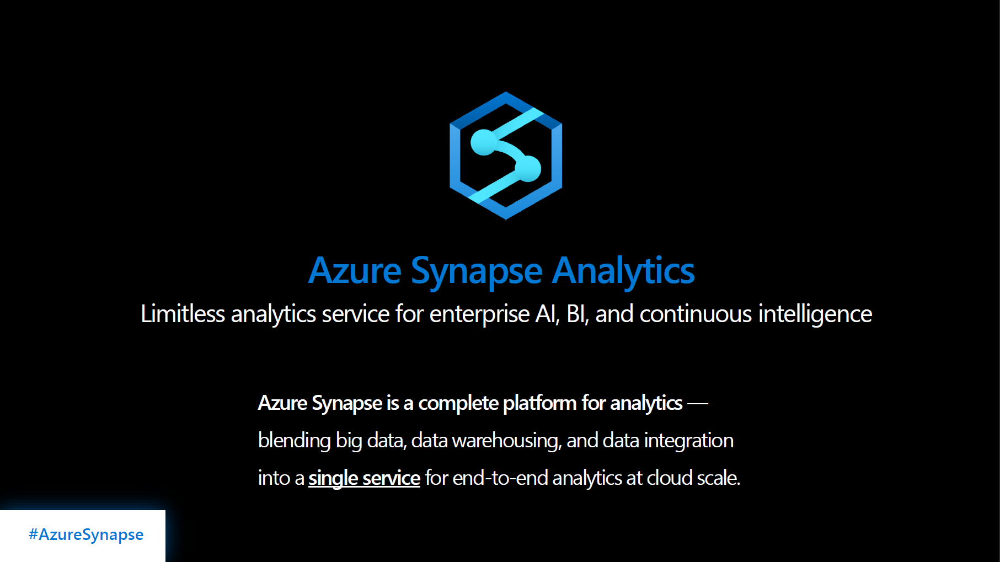 Azure Synapse Analytics
Limitless analytics service for enterprise AI, BI, and continuous intelligence
Azure Synapse is a complete platform for analytics —
blending big data, data warehousing, and data integration
into a single service for end-to-end analytics at cloud scale.
#AzureSynapse